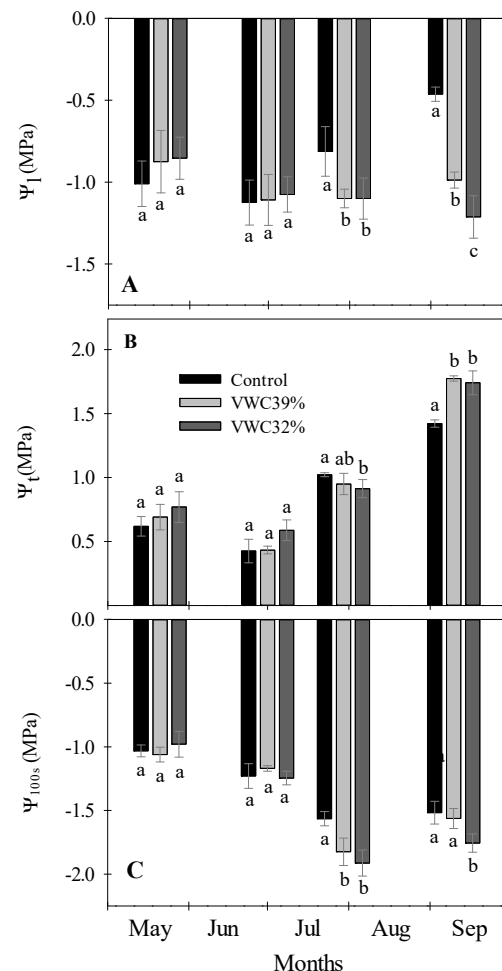 0.0
-0.5
-1.0
-1.5
Ψl (MPa)
a a a
a a a
a b b
a b c
A
B
2.0
1.5
1.0
0.5
Ψt (MPa)
Control
VWC39%
VWC32%
a a a
a a a
a ab b
a b b
0.0
-0.5
-1.0
-1.5
-2.0
Ψ100s (MPa)
a a a
a a a
a b b
a a b
C
May Jun Jul Aug Sep
Months